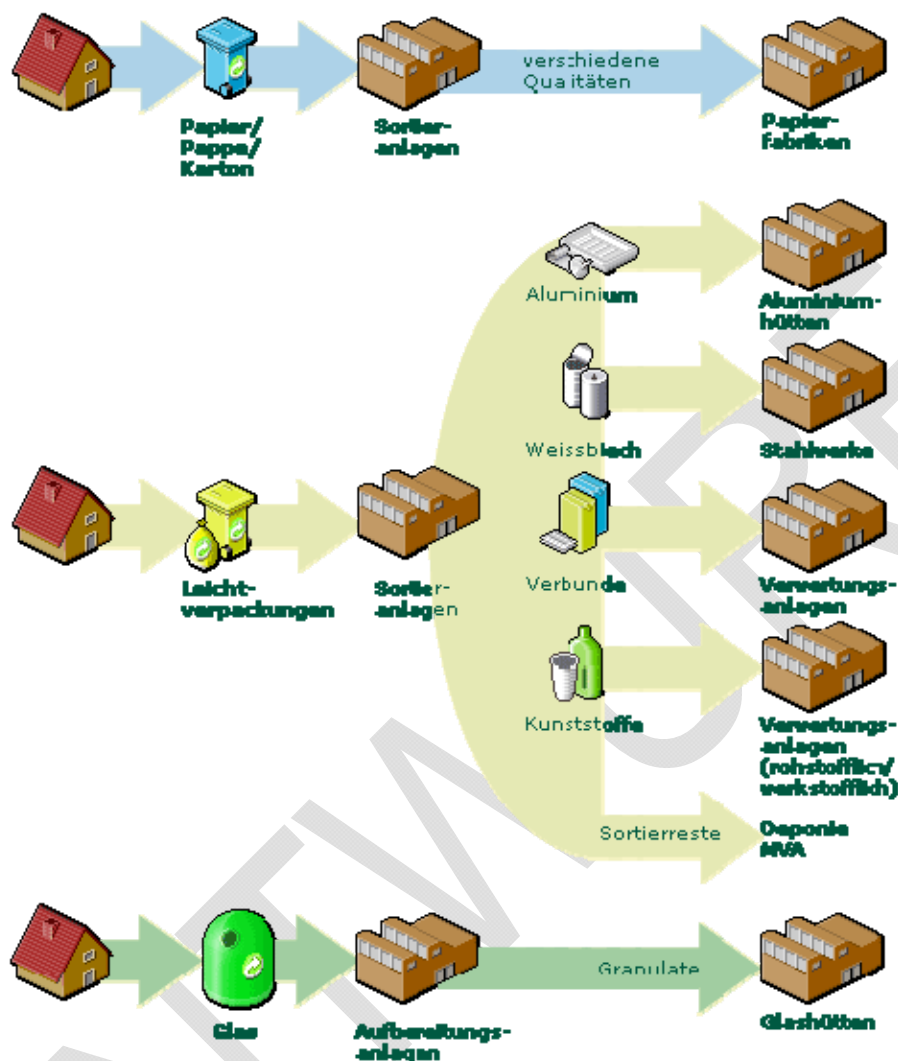 verschiedene
Qualitäten
Papier/
Pappe/
Karton
Sortier-
anlagen
Papier-
fabriken
Aluminium
Aluminium-
hütten
Weissblech
Stahlwerke
Leicht-
verpackungen
Sortier-
anlagen
Verbunde
Verwertungs-
anlagen
Kunststoffe
Verwertungs-
anlagen
(rohstofflich/
werkstofflich)
Sortierreste
Deponie
MVA
Glas
Aufbereitungs-
anlagen
Granulate
Glashütten